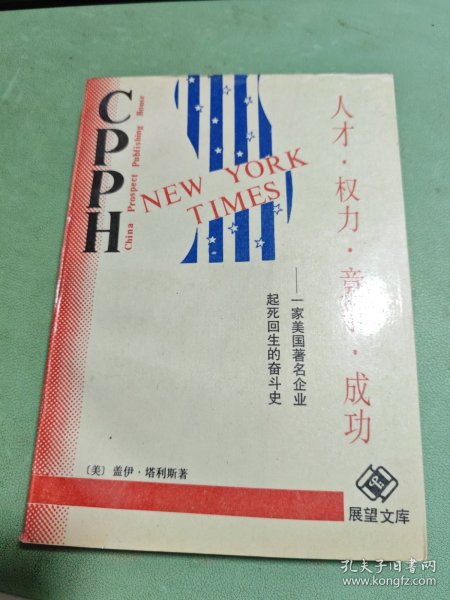 CPPH
China Prospect Publishing House
NEW YORK
TIMES
人才·权力·
·成功
——一家美国著名企业
起死回生的奋斗史
〔美〕盖伊·塔利斯著
展望文库
孔夫子旧书网
www.kongfz.com